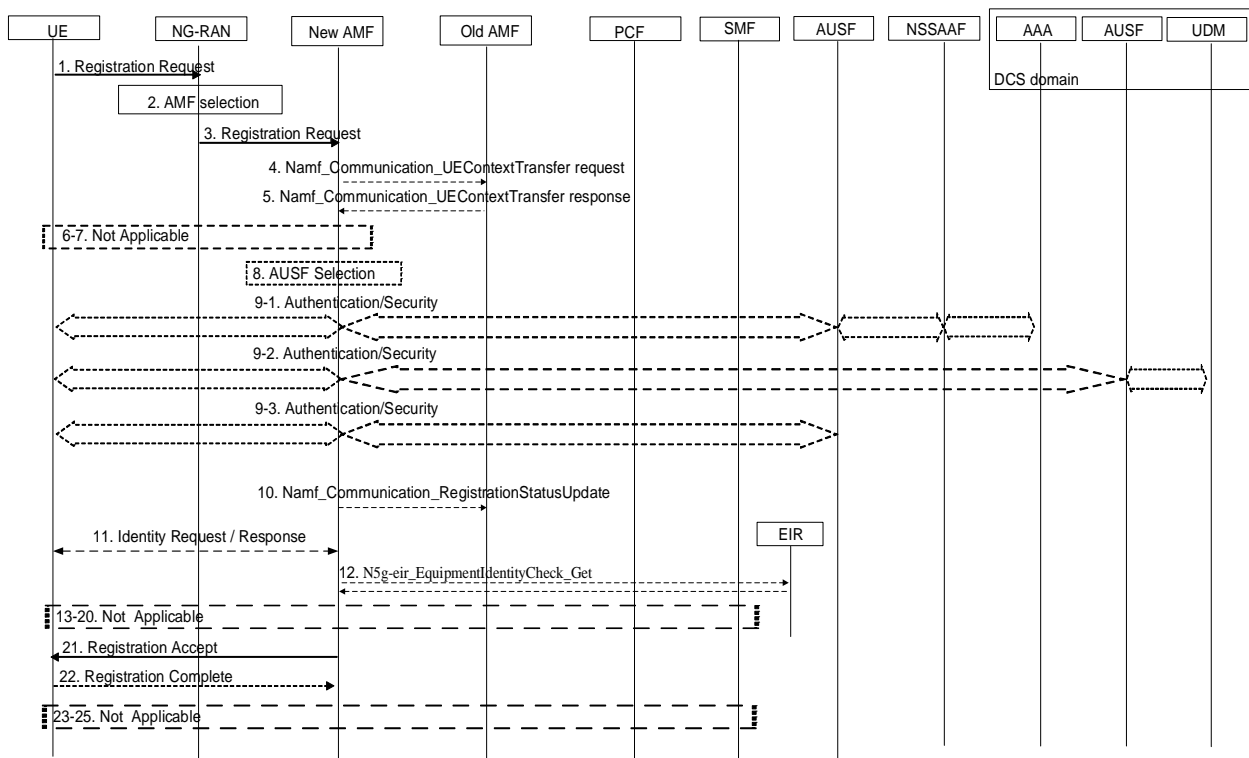 UE
NG-RAN
New AMF
Old AMF
PCF
SMF
AUSF
NSSAAF
AAA
AUSF
UDM
DCS domain
1. Registration Request
2. AMF selection
3. Registration Request
4. Namf_Communication_UEContextTransfer request
5. Namf_Communication_UEContextTransfer response
6-7. Not Applicable
8. AUSF Selection
9-1. Authentication/Security
9-2. Authentication/Security
9-3. Authentication/Security
10. Namf_Communication_RegistrationStatusUpdate
11. Identity Request / Response
EIR
12. N5g-eir_EquipmentIdentityCheck_Get
13-20. Not Applicable
21. Registration Accept
22. Registration Complete
23-25. Not Applicable